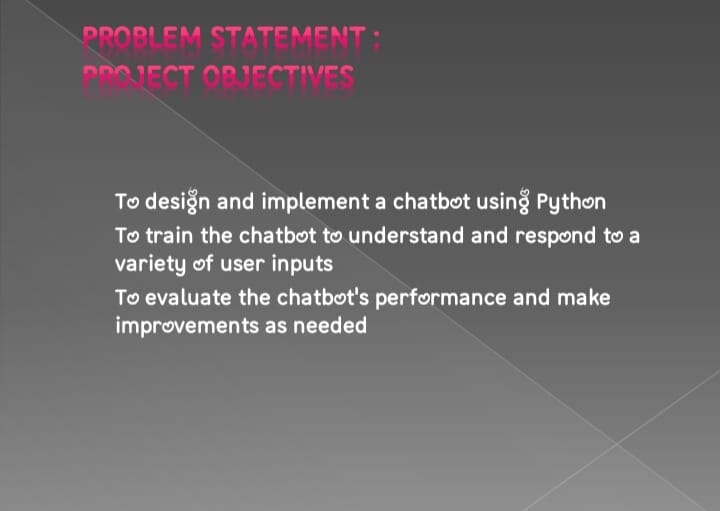 PROBLEM STATEMENT :
PROJECT OBJECTIVES
To design and implement a chatbot using Python
To train the chatbot to understand and respond to a
variety of user inputs
To evaluate the chatbot's performance and make
improvements as needed